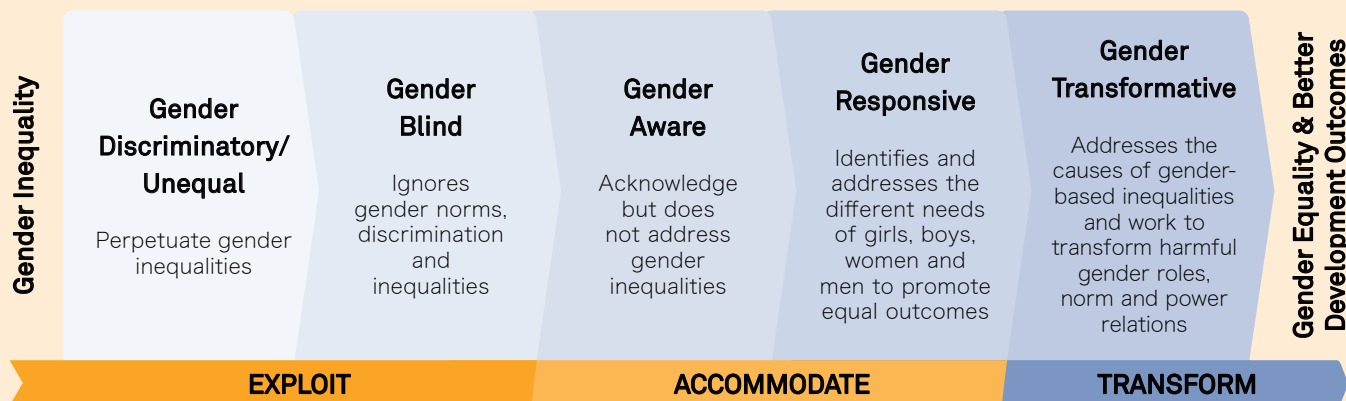 Gender Inequality
Gender
Discriminatory/
Unequal
Perpetuate gender
inequalities
Gender
Blind
Ignores
gender norms,
discrimination
and
inequalities
Gender
Aware
Acknowledge
but does
not address
gender
inequalities
Gender
Responsive
Identifies and
addresses the
different needs
of girls, boys,
women and
men to promote
equal outcomes
Gender
Transformative
Addresses the
causes of gender-
based inequalities
and work to
transform harmful
gender roles,
norm and power
relations
Gender Equality & Better
Development Outcomes
EXPLOIT
ACCOMMODATE
TRANSFORM